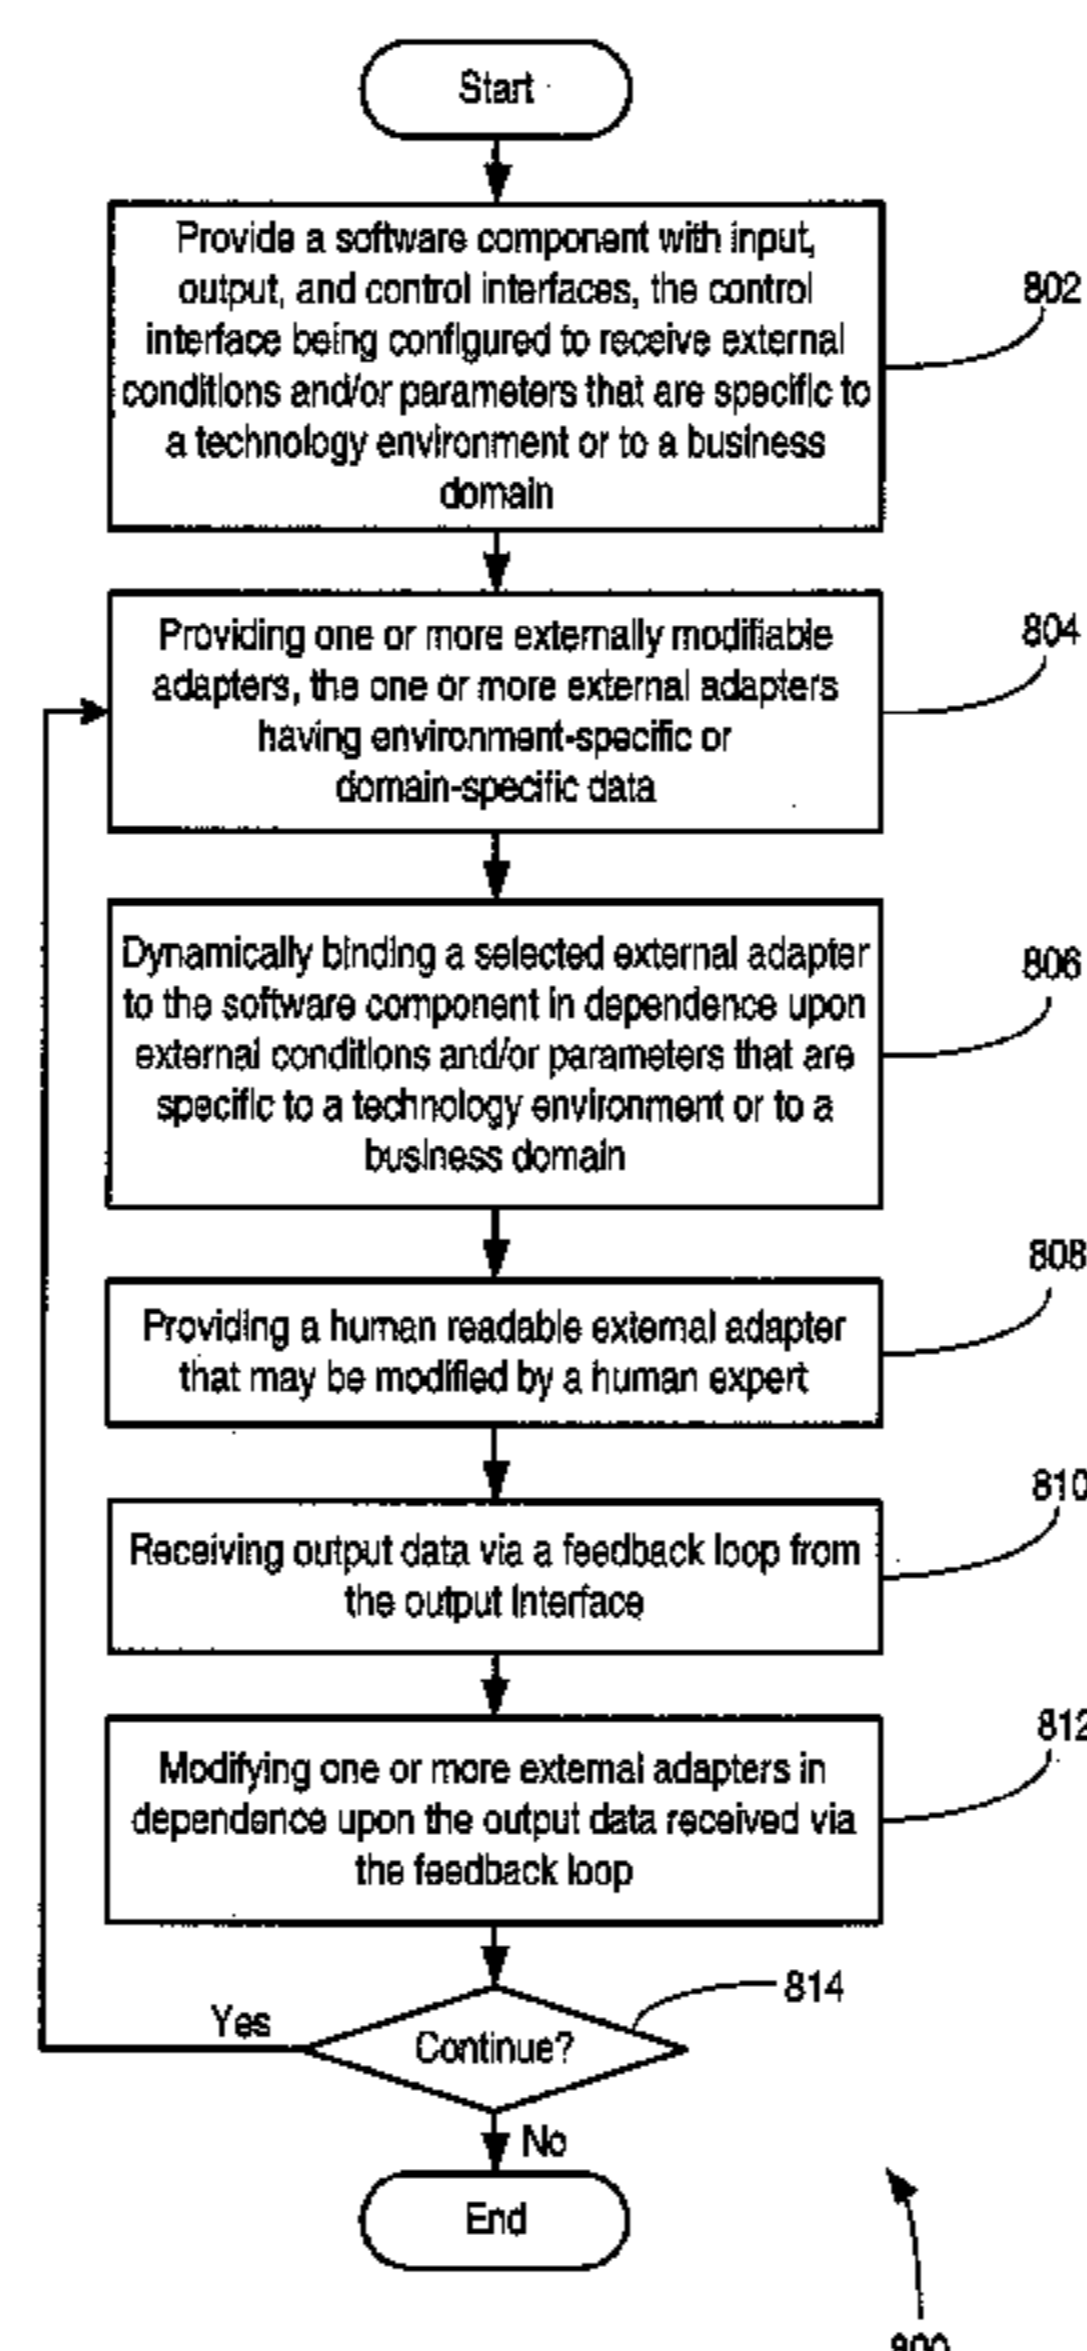 Start
Provide a software component with input,
output, and control interfaces, the control
interface being configured to receive external
conditions and/or parameters that are specific to
a technology environment or to a business
domain
802
Providing one or more externally modifiable
adapters, the one or more external adapters
having environment-specific or
domain-specific data
804
Dynamically binding a selected external adapter
to the software component in dependence upon
external conditions and/or parameters that are
specific to a technology environment or to a
business domain
806
Providing a human readable external adapter
that may be modified by a human expert
808
Receiving output data via a feedback loop from
the output interface
810
Modifying one or more external adapters in
dependence upon the output data received via
the feedback loop
812
Continue?
814
Yes
No
End
800